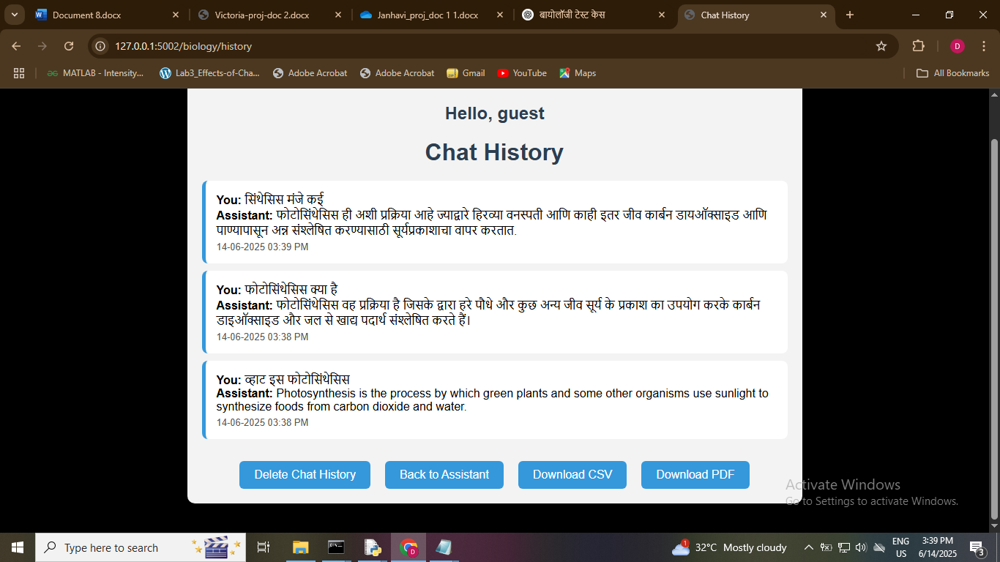 Document 8.docx
Victoria-proj-doc 2.docx
Janhavi_proj_doc 1 1.docx
बायोलॉजी टेस्ट केस
Chat History
127.0.0.1:5002/biology/history
MATLAB - Intensity...
Lab3_Effects-of-Cha...
Adobe Acrobat
Adobe Acrobat
Gmail
YouTube
Maps
All Bookmarks
Hello, guest
Chat History
You: सिंथेसिस मंजे कई
Assistant: फोटोसिंथेसिस ही अशी प्रक्रिया आहे ज्याद्वारे हिरव्या वनस्पती आणि काही इतर जीव कार्बन डायऑक्साइड आणि
पाण्यापासून अन्न संश्लेषित करण्यासाठी सूर्यप्रकाशाचा वापर करतात.
14-06-2025 03:39 PM
You: फोटोसिंथेसिस क्या है
Assistant: फोटोसिंथेसिस वह प्रक्रिया है जिसके द्वारा हरे पौधे और कुछ अन्य जीव सूर्य के प्रकाश का उपयोग करके कार्बन
डाइऑक्साइड और जल से खाद्य पदार्थ संश्लेषित करते हैं।
14-06-2025 03:38 PM
You: व्हाट इस फोटोसिंथेसिस
Assistant: Photosynthesis is the process by which green plants and some other organisms use sunlight to
synthesize foods from carbon dioxide and water.
14-06-2025 03:38 PM
Delete Chat History
Back to Assistant
Download CSV
Download PDF
Activate Windows
Go to Settings to activate Windows.
Type here to search
1
32°C Mostly cloudy
ENG
US
3:39 PM
6/14/2025
3
D
D